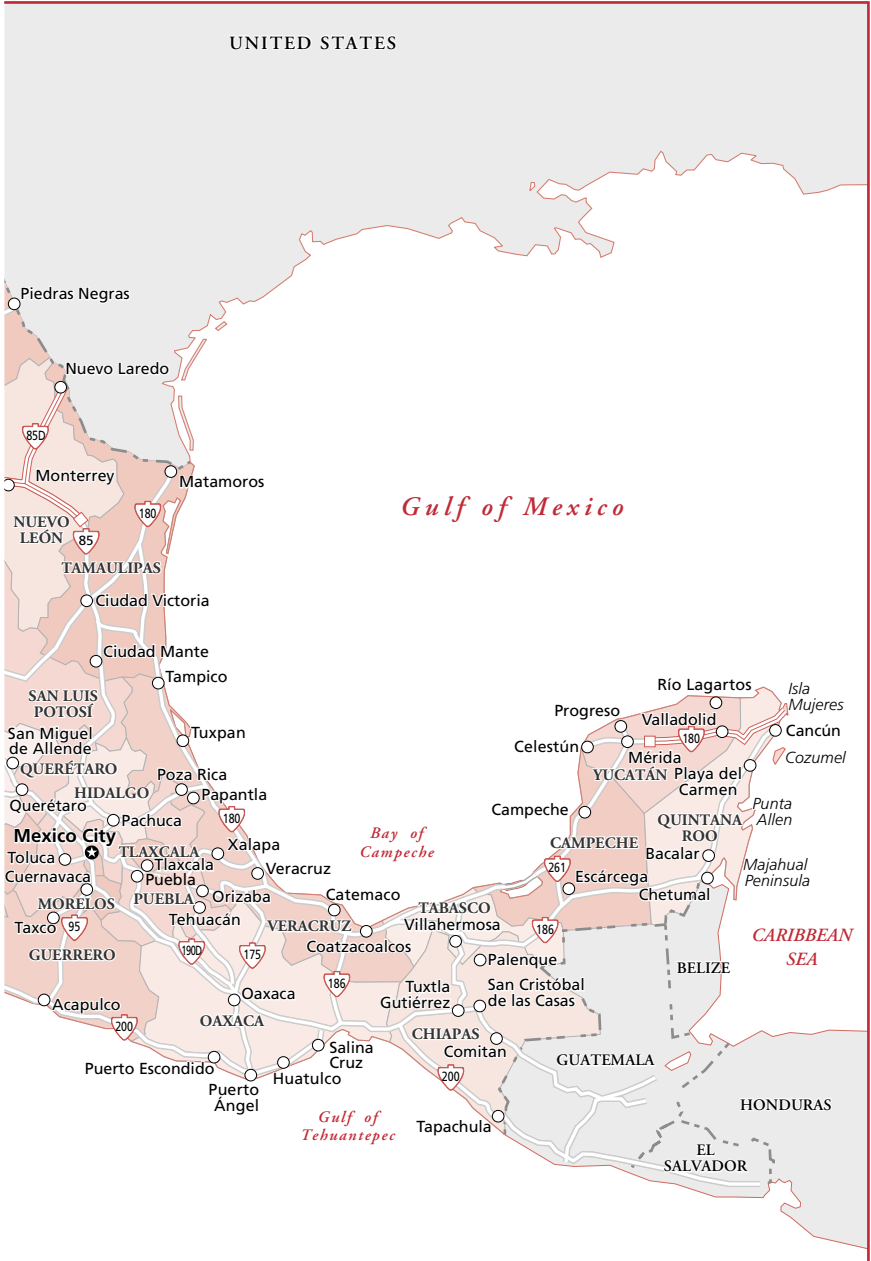 UNITED STATES
Piedras Negras
Nuevo Laredo
85D
Monterrey
Matamoros
180
NUEVO
LEÓN
85
Gulf of Mexico
TAMAULIPAS
Ciudad Victoria
Ciudad Mante
Tampico
SAN LUIS
POTOSÍ
Río Lagartos
Isla
Mujeres
Progreso
Valladolid
180
Cancún
Tuxpan
San Miguel
de Allende
Celestún
Mérida
Cozumel
QUERÉTARO
YUCATÁN
Playa del
Carmen
Poza Rica
HIDALGO
Papantla
Querétaro
Punta
Allen
Campeche
180
Pachuca
QUINTANA
ROO
Mexico City
Bay of
Campeche
CAMPECHE
Xalapa
TLAXCALA
Bacalar
Toluca
Tlaxcala
Veracruz
261
Majahual
Peninsula
Cuernavaca
Puebla
Escárcega
Chetumal
MORELOS
PUEBLA
Orizaba
Catemaco
Tehuacán
TABASCO
Taxco
95
VERACRUZ
Villahermosa
186
CARIBBEAN
SEA
Coatzacoalcos
190D
175
GUERRERO
Palenque
BELIZE
186
Tuxtla
Gutiérrez
San Cristóbal
de las Casas
Oaxaca
Acapulco
200
OAXACA
CHIAPAS
Comitan
Salina
Cruz
GUATEMALA
Puerto Escondido
Huatulco
200
Puerto
Ángel
HONDURAS
Gulf of
Tehuantepec
Tapachula
EL
SALVADOR